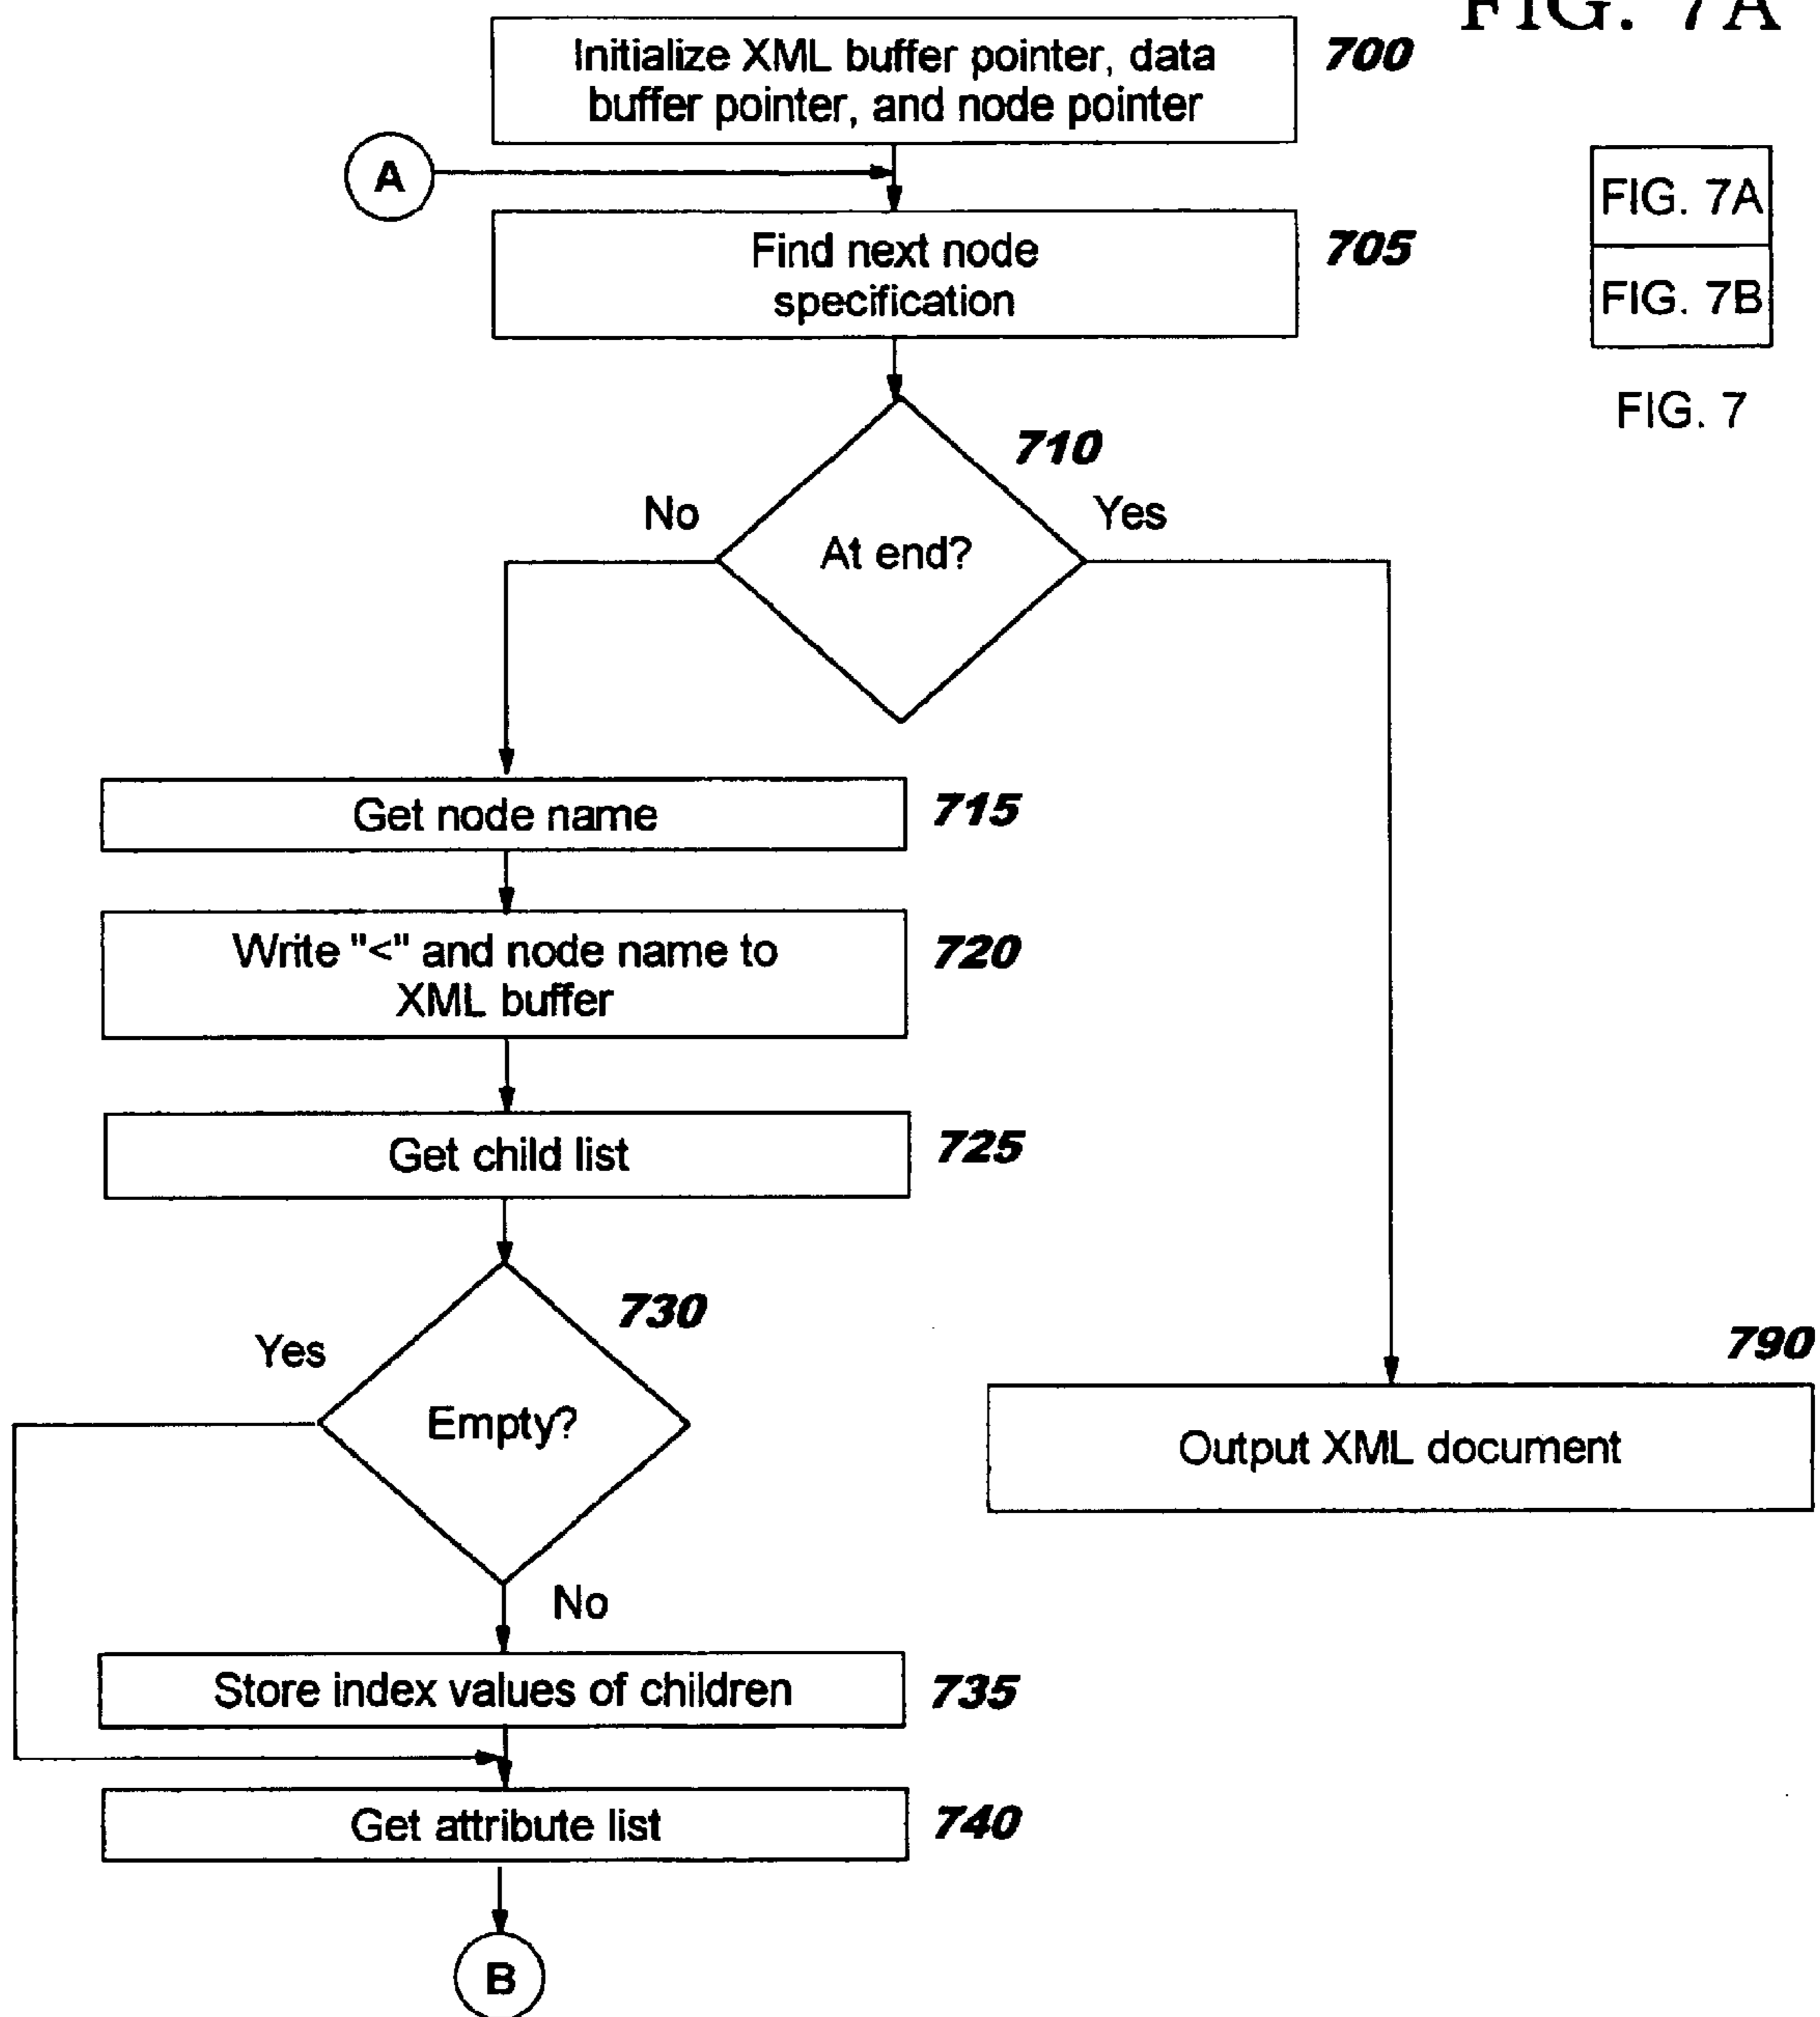 FIG. 7A
Initialize XML buffer pointer, data
buffer pointer, and node pointer
700
A
FIG. 7A
FIG. 7B
FIG. 7
Find next node
specification
705
710
No
Yes
At end?
Get node name
715
Write "<" and node name to
XML buffer
720
Get child list
725
730
Yes
Empty?
No
790
Output XML document
Store index values of children
735
Get attribute list
740
B